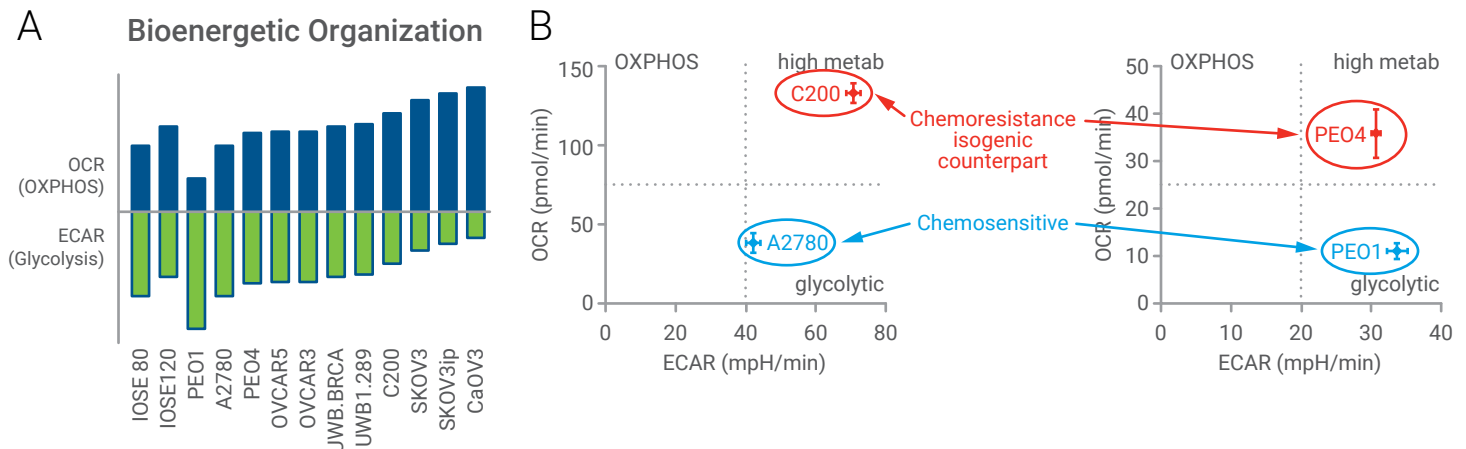 A
Bioenergetic Organization
OCR
(OXPHOS)
ECAR
(Glycolysis)
IOSE 80
IOSE120
PEO1
A2780
PEO4
OVCAR5
OVCAR3
UWB.BRCA
UWB1.289
C200
SKOV3
SKOV3ip
CaOV3
B
OXPHOS
high metab
150
100
50
0
OCR (pmol/min)
C200
A2780
glycolytic
0 20 40 60 80
ECAR (mpH/min)
Chemoresistance
isogenic
counterpart
Chemosensitive
OXPHOS
high metab
50
40
30
20
10
0
OCR (pmol/min)
PEO4
PEO1
glycolytic
0 10 20 30 40
ECAR (mpH/min)